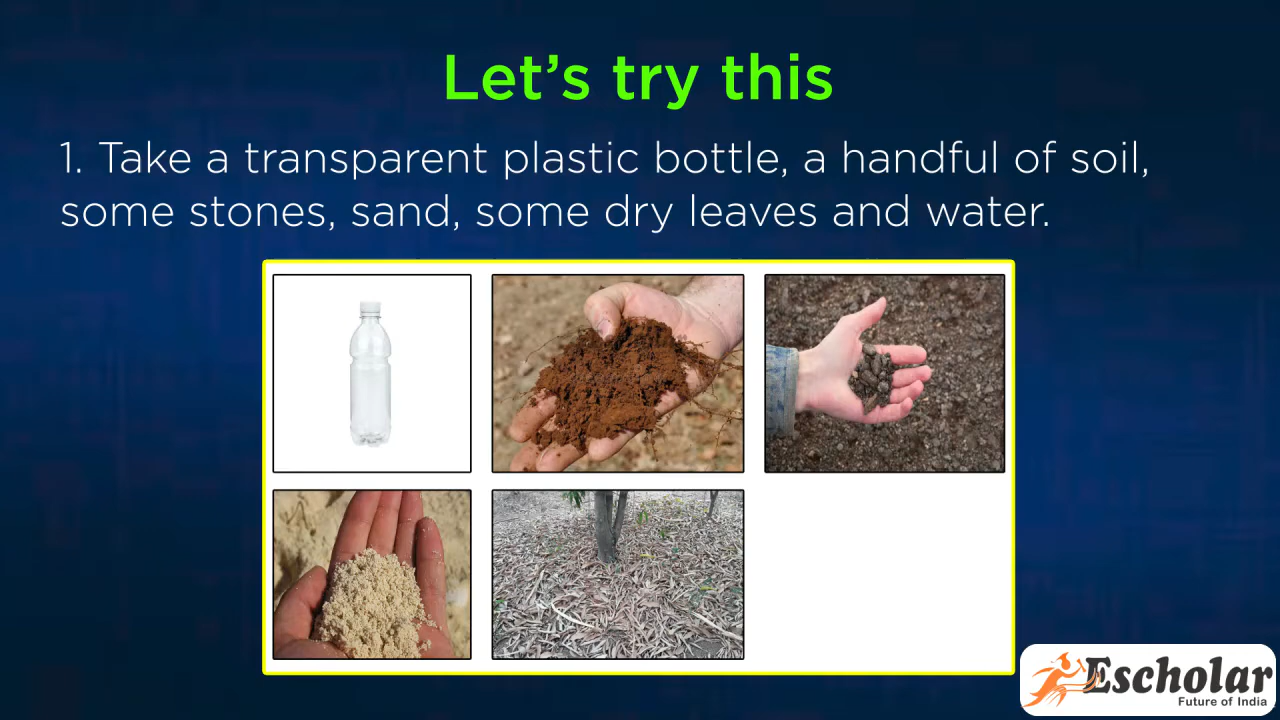 Let’s try this
1. Take a transparent plastic bottle, a handful of soil,
some stones, sand, some dry leaves and water.
Escholar
Future of India